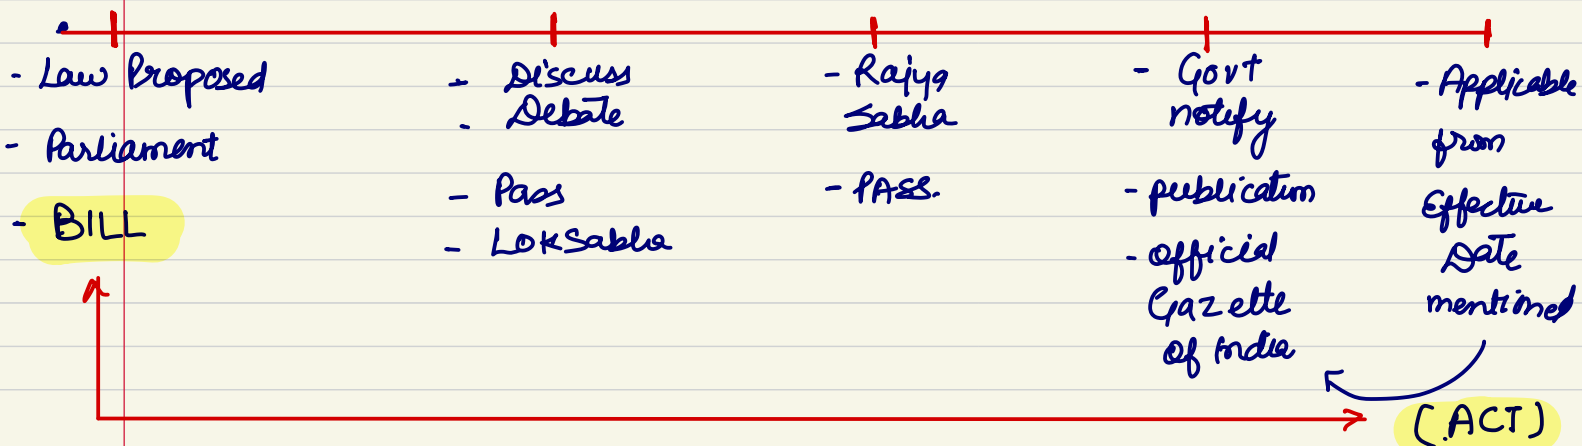 - Law Proposed
- Parliament
- BILL
- Discuss
- Debate
- Pass
- LOKSabha
- Rajya
Sabha
- PASS.
- Govt
notify
- publication
- official
Gazette
of India
- Applicable
from
Effective
Date
mentioned
(ACT)